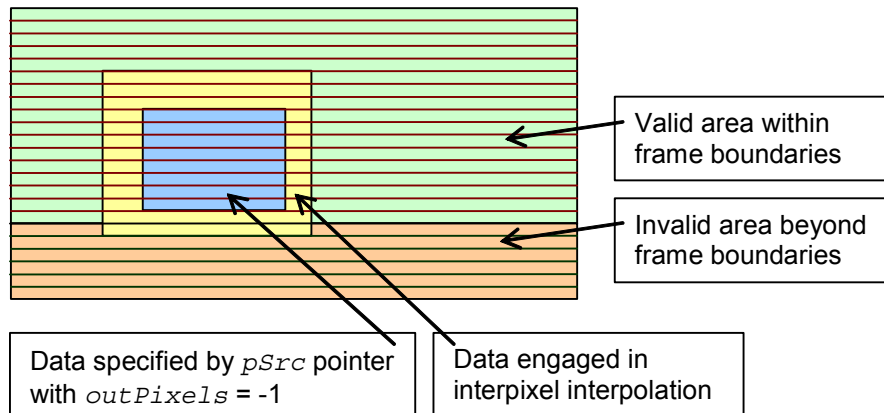 Valid area within
frame boundaries
Invalid area beyond
frame boundaries
Data specified by pSrc pointer
with outPixels = -1
Data engaged in
interpixel interpolation